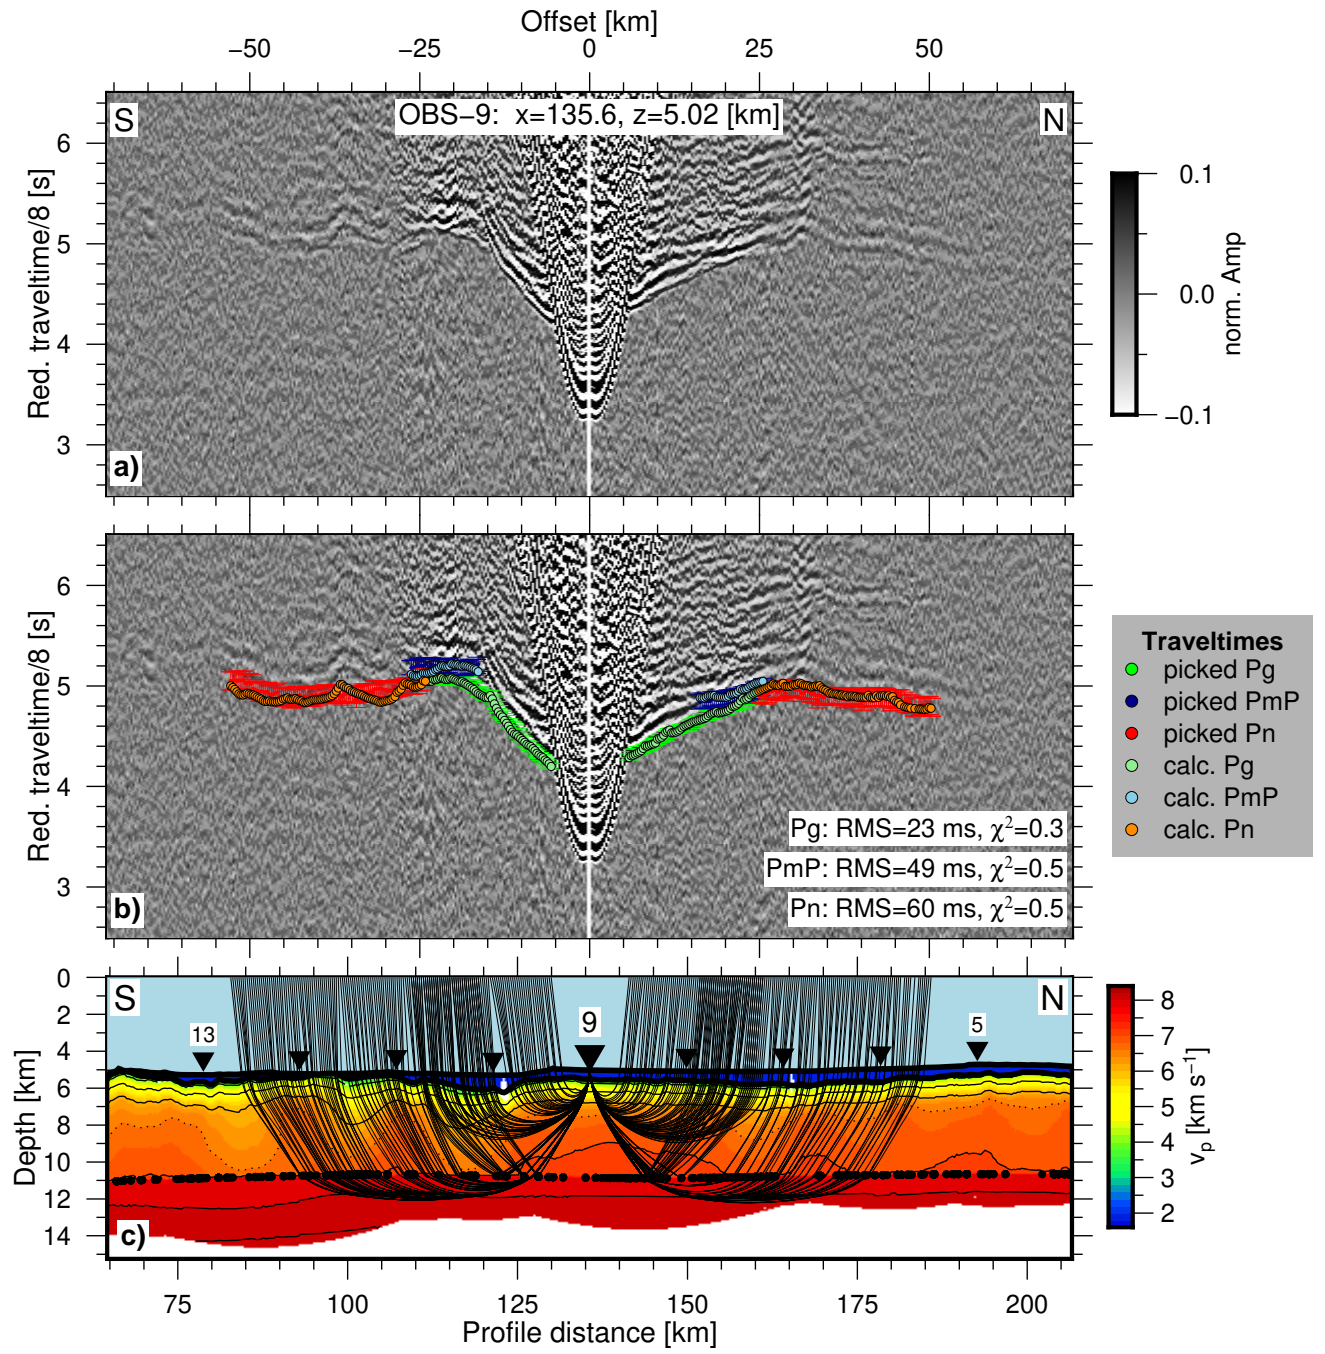 Offset [km]
−50 −25 0 25 50
S
OBS−9: x=135.6, z=5.02 [km]
N
6
5
4
3
Red. traveltime/8 [s]
a)
0.1
0.0
−0.1
norm. Amp
6
5
4
3
Red. traveltime/8 [s]
b)
Pg: RMS=23 ms, χ²=0.3
PmP: RMS=49 ms, χ²=0.5
Pn: RMS=60 ms, χ²=0.5
Traveltimes
picked Pg
picked PmP
picked Pn
calc. Pg
calc. PmP
calc. Pn
0
2
4
6
8
10
12
14
Depth [km]
S
N
13
9
5
c)
8
7
6
5
4
3
2
vₚ [km s⁻¹]
75 100 125 150 175 200
Profile distance [km]